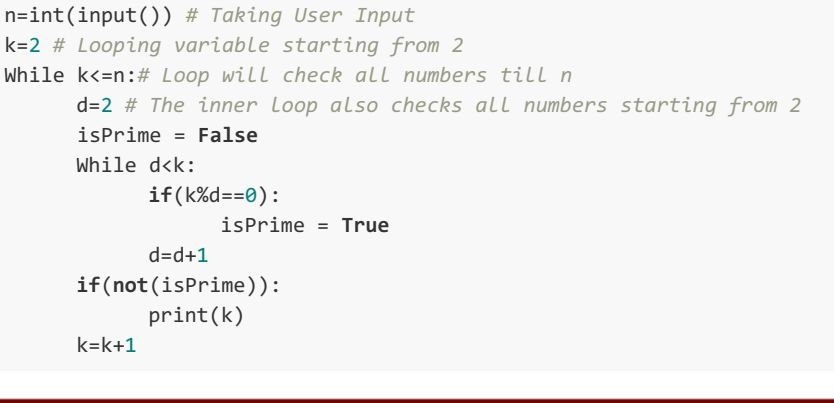 n=int(input()) # Taking User Input
k=2 # Looping variable starting from 2
While k<=n:# Loop will check all numbers till n
      d=2 # The inner loop also checks all numbers starting from 2
      isPrime = False
      While d<k:
            if(k%d==0):
                  isPrime = True
            d=d+1
      if(not(isPrime)):
            print(k)
      k=k+1